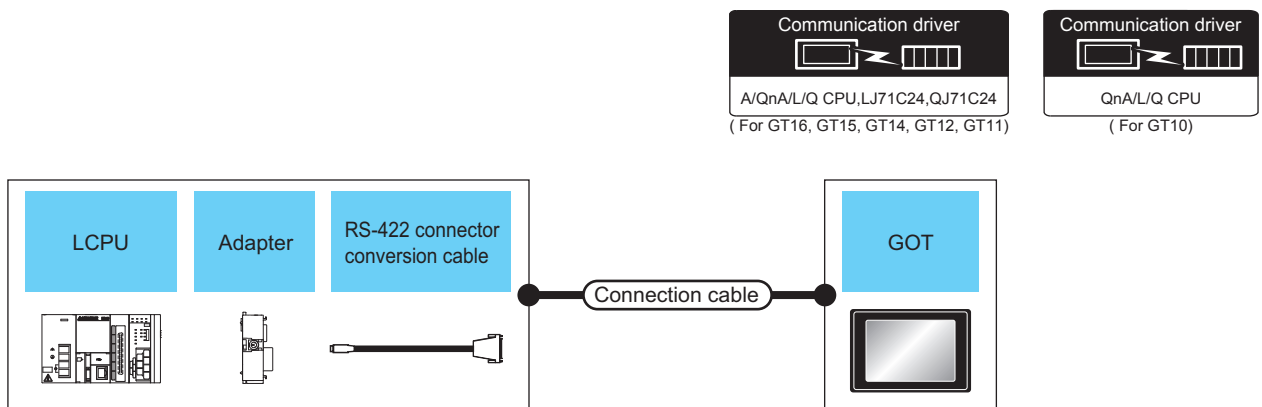 Communication driver
A/QnA/L/Q CPU,LJ71C24,QJ71C24
( For GT16, GT15, GT14, GT12, GT11)
Communication driver
QnA/L/Q CPU
( For GT10)
LCPU
Adapter
RS-422 connector
conversion cable
Connection cable
GOT